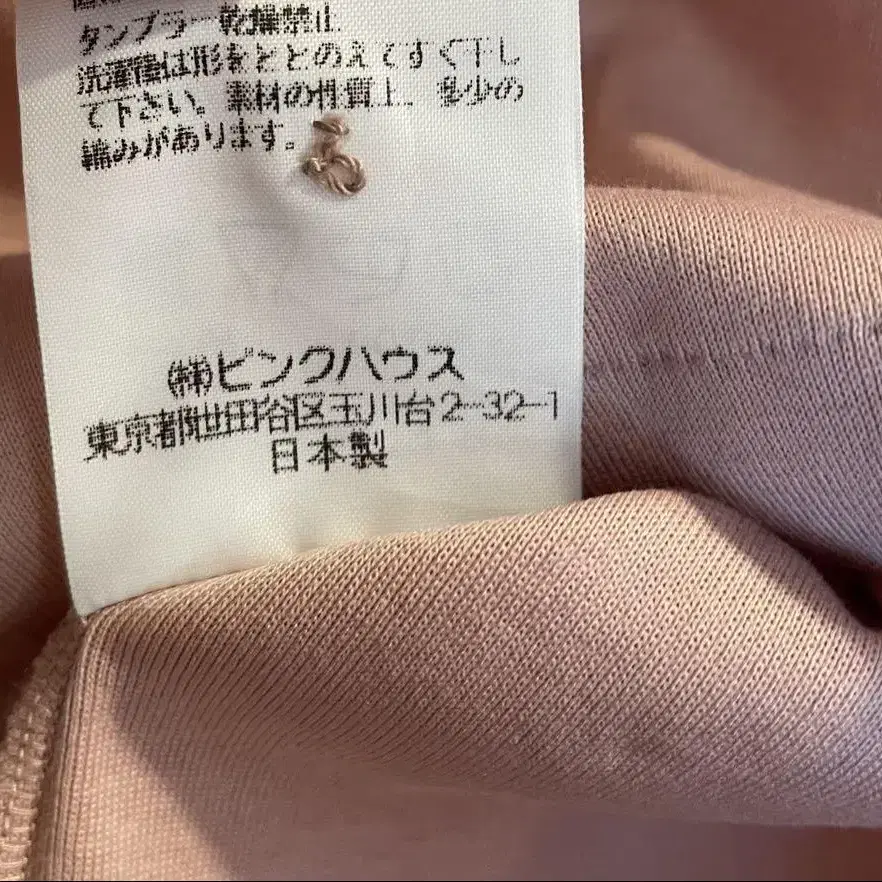 タンブラー乾燥禁止
洗濯後は形をととのえてすぐ干し
て下さい。素材の性質上、多少の
縮みがあります。
(株)ピンクハウス
東京都世田谷区玉川台2-32-1
日本製